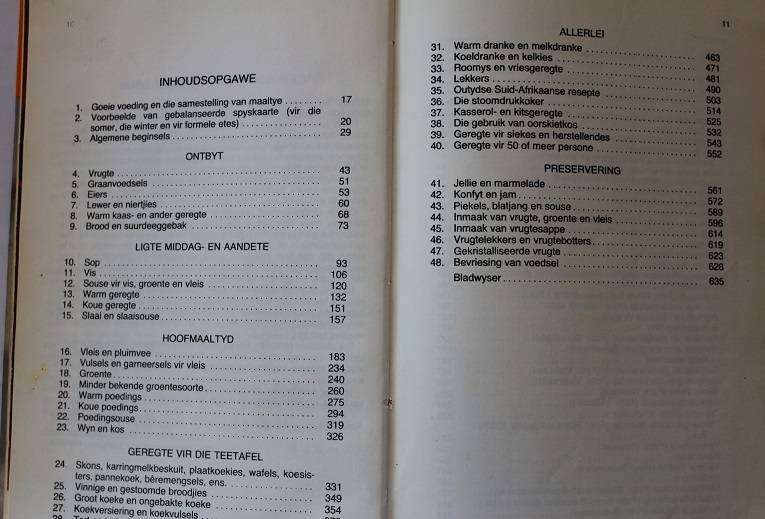 INHOUDSOPGAWE
1. Goeie voeding en die samestelling van maaltye ........ 17
2. Voorbeelde van gebalanseerde spyskaarte (vir die
somer, die winter en vir formele etes) ........ 20
3. Algemene beginsels ........ 29
ONTBYT
4. Vrugte ........ 43
5. Graanvoedsels ........ 51
6. Eiers ........ 53
7. Lewer en niertjies ........ 60
8. Warm kaas- en ander geregte ........ 68
9. Brood en suurdeeggebak ........ 73
LIGTE MIDDAG- EN AANDETE
10. Sop ........ 93
11. Vis ........ 106
12. Souse vir vis, groente en vleis ........ 120
13. Warm geregte ........ 132
14. Koue geregte ........ 151
15. Slaai en slaaisouse ........ 157
HOOFMAALTYD
16. Vleis en pluimvee ........ 183
17. Vulsels en garneersels vir vleis ........ 234
18. Groente ........ 240
19. Minder bekende groentesoorte ........ 260
20. Warm poedings ........ 275
21. Koue poedings ........ 294
22. Poedingsouse ........ 319
23. Wyn en kos ........ 326
GEREGTE VIR DIE TEETAFEL
24. Skons, karringmelkbeskuit, plaatkoekies, wafels, koesis-
ters, pannekoek, bêremengsels, ens. ........ 331
25. Vinnige en gestoomde broodjies ........ 349
26. Groot koeke en ongebakte koeke ........ 354
27. Koekversiering en koekvulsels
11
ALLERLEI
31. Warm dranke en melkdranke ........ 463
32. Koeldranke en kelkies ........ 471
33. Roomys en vriesgeregte ........ 481
34. Lekkers ........ 490
35. Outydse Suid-Afrikaanse resepte ........ 503
36. Die stoomdrukkoker ........ 514
37. Kasserol- en kitsgeregte ........ 525
38. Die gebruik van oorskietkos ........ 532
39. Geregte vir siekes en herstellendes ........ 543
40. Geregte vir 50 of meer persone ........ 552
PRESERVERING
41. Jellie en marmelade ........ 561
42. Konfyt en jam ........ 572
43. Piekels, blatjang en souse ........ 589
44. Inmaak van vrugte, groente en vleis ........ 596
45. Inmaak van vrugtesappe ........ 614
46. Vrugtelekkers en vrugtebotters ........ 619
47. Gekristalliseerde vrugte ........ 623
48. Bevriesing van voedsel ........ 628
Bladwyser ........ 635